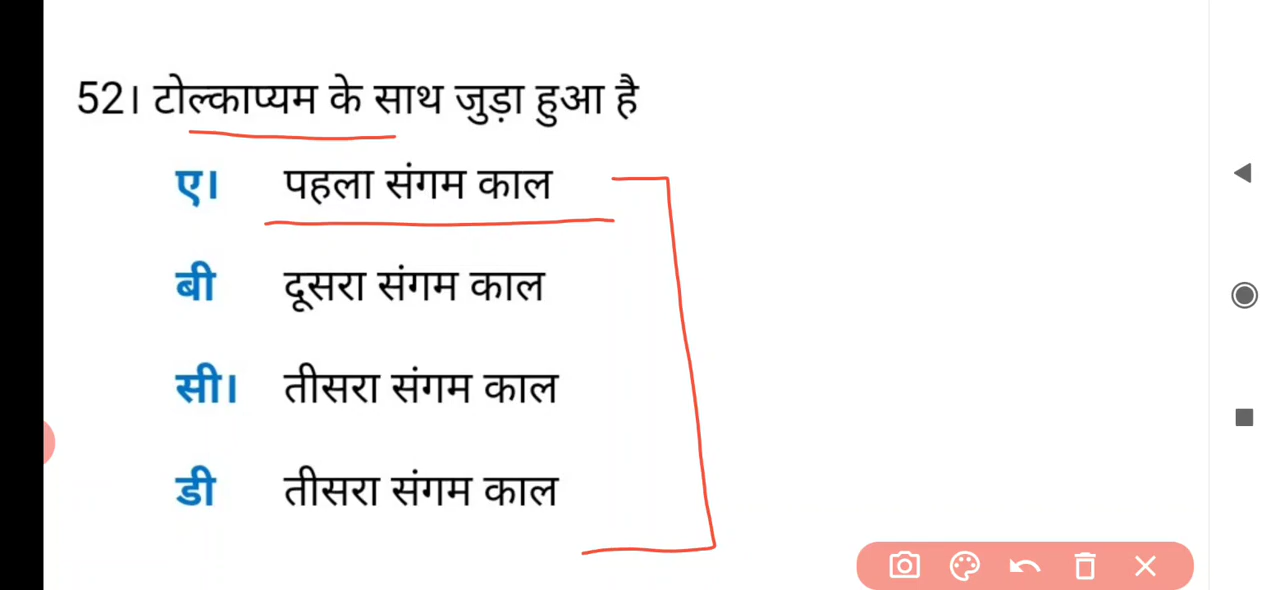 52। टोल्काप्यम के साथ जुड़ा हुआ है
ए। पहला संगम काल
बी दूसरा संगम काल
सी। तीसरा संगम काल
डी तीसरा संगम काल